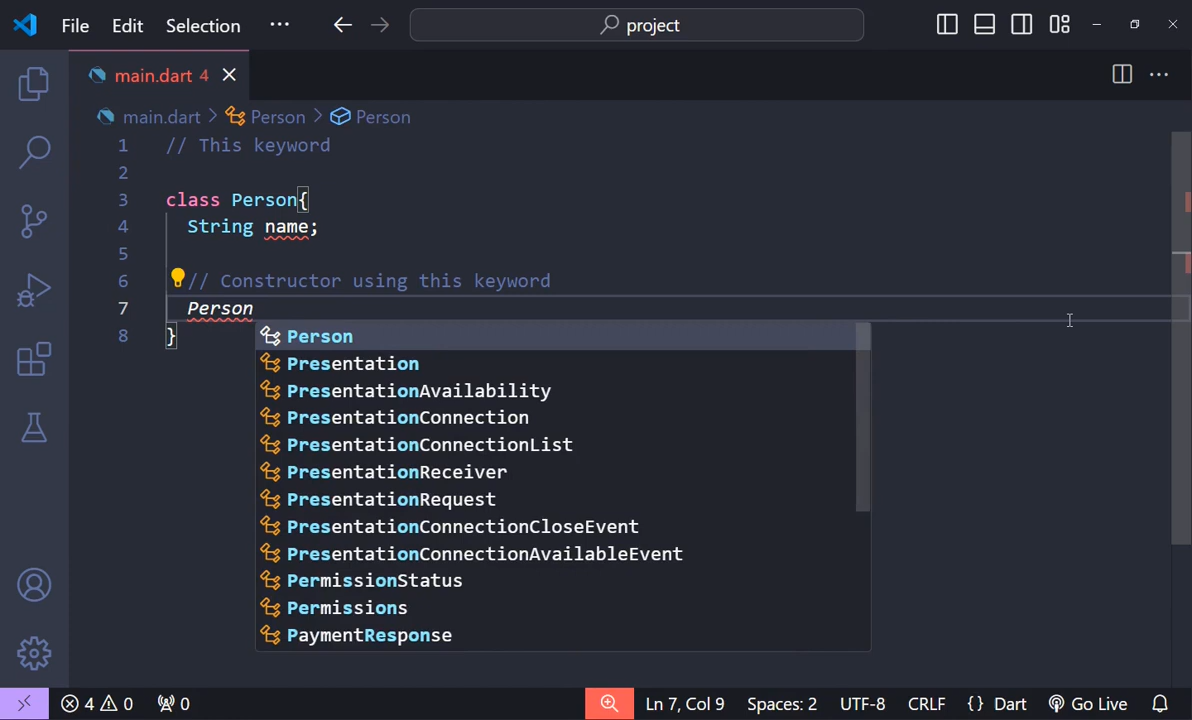 File Edit Selection ··· project
main.dart 4
main.dart > Person > Person
1 // This keyword
2
3 class Person{
4 String name;
5
6 // Constructor using this keyword
7 Person
8 }
Person
Presentation
PresentationAvailability
PresentationConnection
PresentationConnectionList
PresentationReceiver
PresentationRequest
PresentationConnectionCloseEvent
PresentationConnectionAvailableEvent
PermissionStatus
Permissions
PaymentResponse
4 0 0 Ln 7, Col 9 Spaces: 2 UTF-8 CRLF {} Dart Go Live